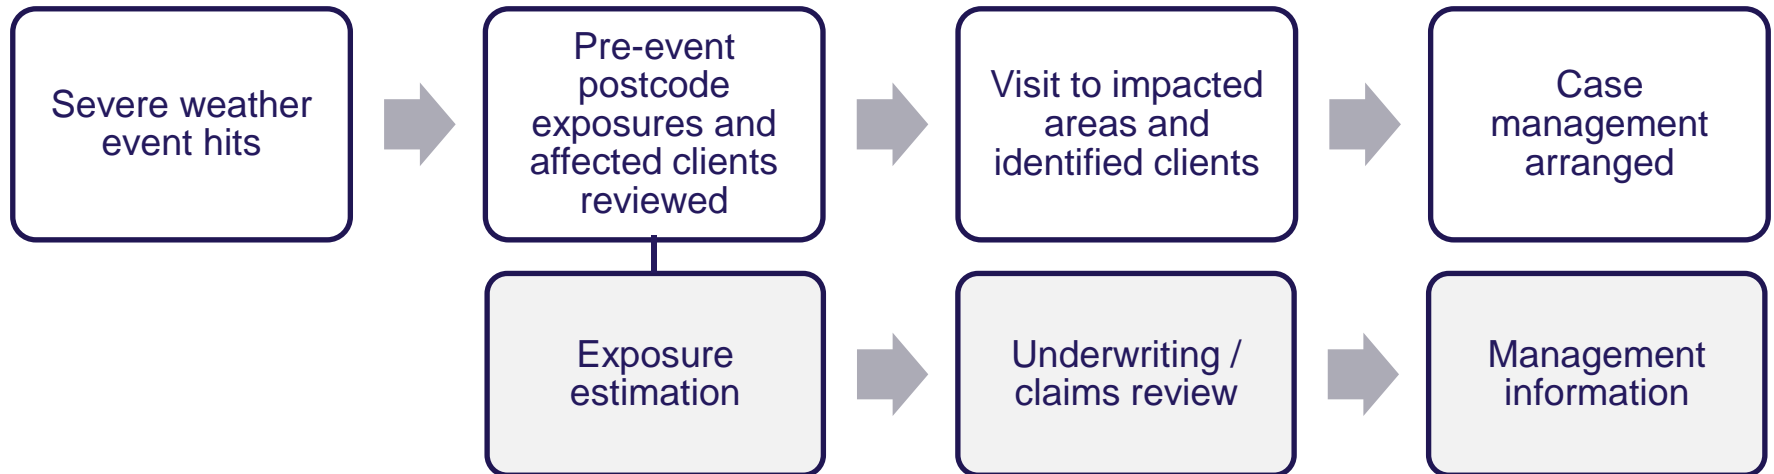 Severe weather
event hits
Pre-event
postcode
exposures and
affected clients
reviewed
Visit to impacted
areas and
identified clients
Case
management
arranged
Exposure
estimation
Underwriting /
claims review
Management
information